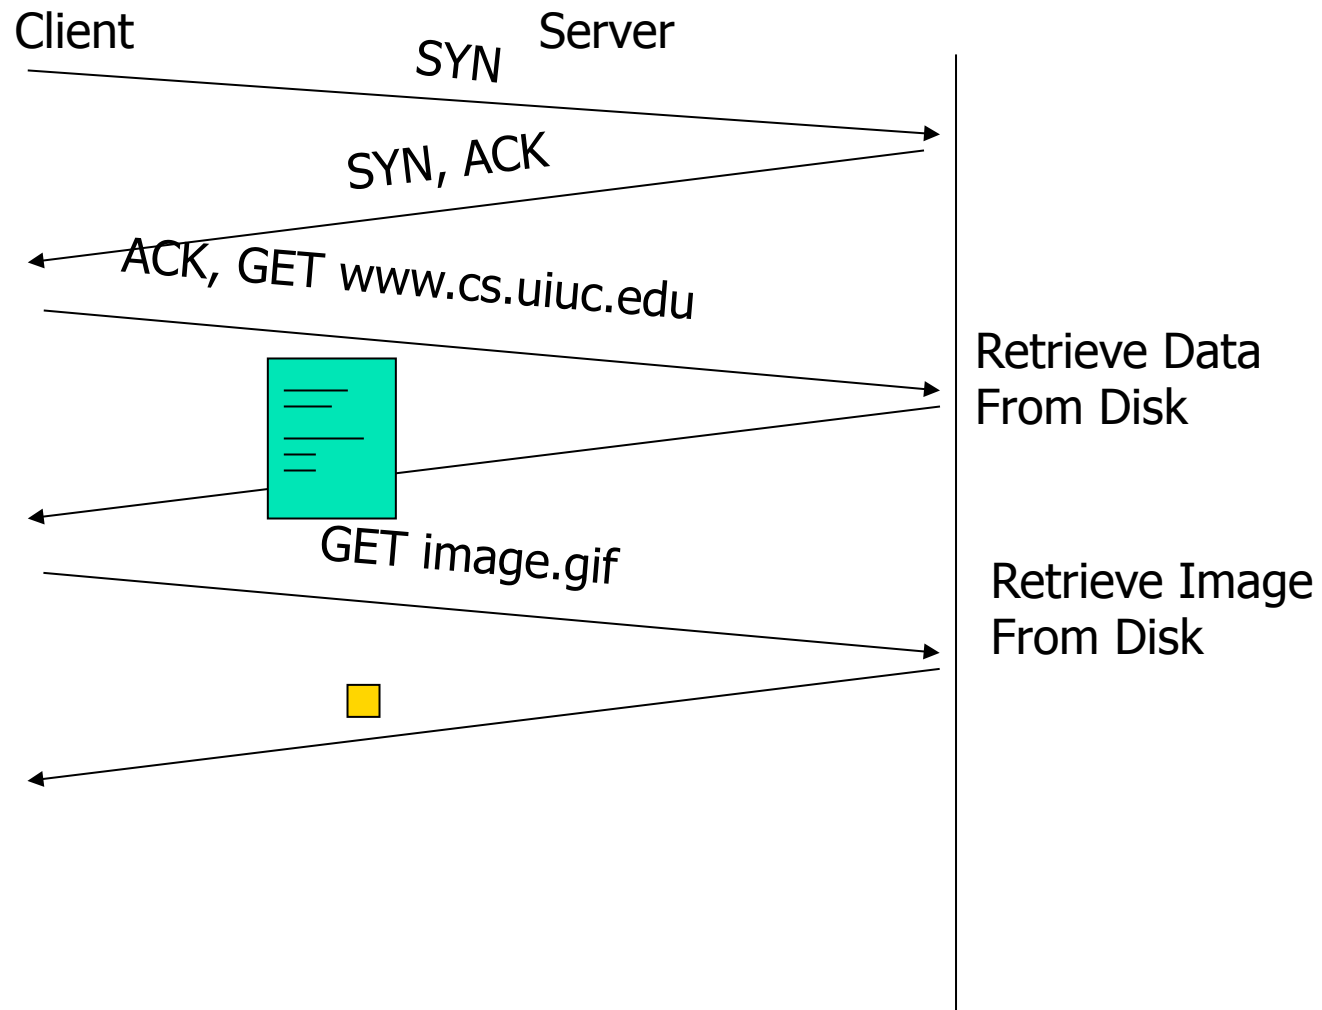 Client
Server
SYN
SYN, ACK
ACK, GET www.cs.uiuc.edu
Retrieve Data
From Disk
GET image.gif
Retrieve Image
From Disk